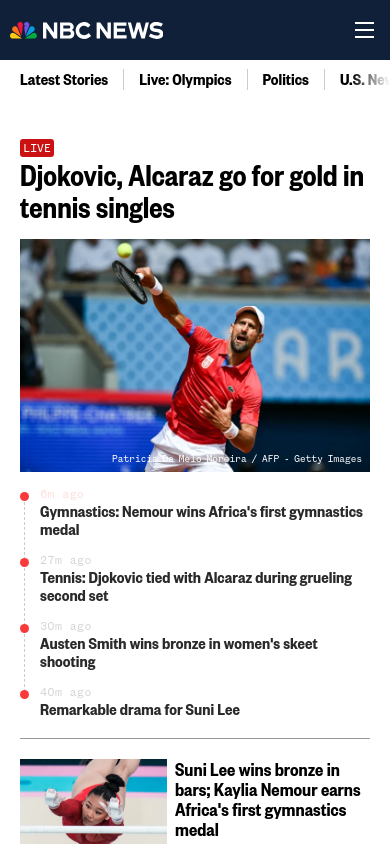 NBC NEWS
Latest Stories
Live: Olympics
Politics
U.S. New
LIVE
Djokovic, Alcaraz go for gold in
tennis singles
AR
Patricia De Melo Moreira / AFP - Getty Images
6m ago
Gymnastics: Nemour wins Africa's first gymnastics
medal
27m ago
Tennis: Djokovic tied with Alcaraz during grueling
second set
30m ago
Austen Smith wins bronze in women's skeet
shooting
40m ago
Remarkable drama for Suni Lee
Suni Lee wins bronze in
bars; Kaylia Nemour earns
Africa's first gymnastics
medal